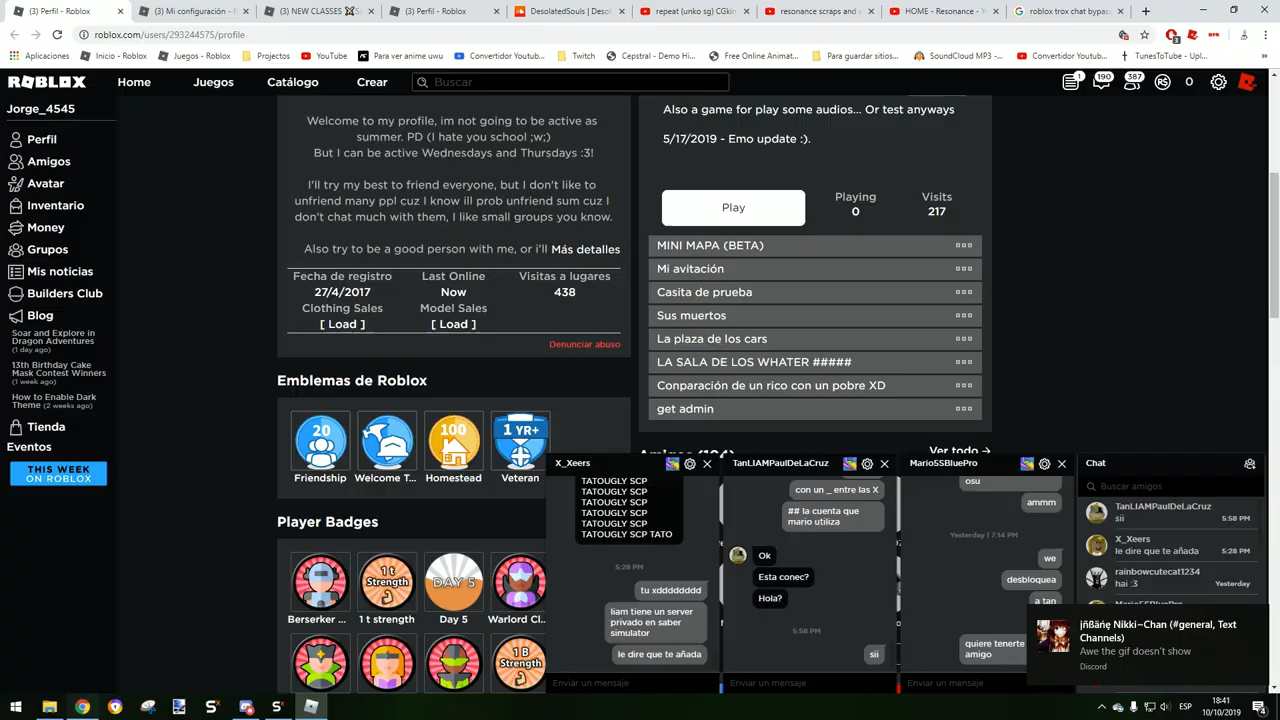 Perfil - Roblox
(3) Mi configuración -
(3) NEW CLASSES
(3) Perfil - Roblox
DesolatedSouls | Desol
repeat (unko sg) CGkin
resonance scraps and s
HOME - Resonance - Y
roblox trox chat bypass
roblox.com/users/293244575/profile
Aplicaciones
Inicio - Roblox
Juegos - Roblox
Projectos
YouTube
Para ver anime uwu
Convertidor Youtub...
Twitch
Cepstral - Demo Hi...
Free Online Animat...
Para guardar sitios...
SoundCloud MP3 -...
Convertidor Youtub...
TunesToTube - Upl...
ROBLOX
Home
Juegos
Catálogo
Crear
Buscar
1
190
387
0
Jorge_4545
Perfil
Amigos
Avatar
Inventario
Money
Grupos
Mis noticias
Builders Club
Blog
Soar and Explore in
Dragon Adventures
(1 day ago)
13th Birthday Cake
Mask Contest Winners
(1 week ago)
How to Enable Dark
Theme (2 weeks ago)
Tienda
Eventos
THIS WEEK
ON ROBLOX
Welcome to my profile, im not going to be active as
summer. PD (I hate you school ;w;)
But I can be active Wednesdays and Thursdays :3!
I'll try my best to friend everyone, but I don't like to
unfriend many ppl cuz I know ill prob unfriend sum cuz I
don't chat much with them, I like small groups you know.
Also try to be a good person with me, or i'll Más detalles
Fecha de registro
Last Online
Visitas a lugares
27/4/2017
Now
438
Clothing Sales
Model Sales
[ Load ]
[ Load ]
Denunciar abuso
Emblemas de Roblox
20
100
1 YR+
Friendship
Welcome T...
Homestead
Veteran
Player Badges
1 t
Strength
DAY 5
Berserker ...
1 t strength
Day 5
Warlord Cl...
1 B
Strength
Also a game for play some audios... Or test anyways
5/17/2019 - Emo update :).
Play
Playing
0
Visits
217
MINI MAPA (BETA)
Mi avitación
Casita de prueba
Sus muertos
La plaza de los cars
LA SALA DE LOS WHATER #####
Conparación de un rico con un pobre XD
get admin
Ver todo →
X_Xeers
TATOUGLY SCP
TATOUGLY SCP
TATOUGLY SCP
TATOUGLY SCP
TATOUGLY SCP
TATOUGLY SCP TATO
5:28 PM
tu xdddddddd
liam tiene un server
privado en saber
simulator
le dire que te añada
Enviar un mensaje
TanLIAMPaulDeLaCruz
con un _ entre las X
## la cuenta que
mario utiliza
Ok
Esta conec?
Hola?
5:58 PM
sii
Enviar un mensaje
Mario5SBluePro
osu
ammm
Yesterday | 7:14 PM
we
desbloquea
a tan
quiere tenerte
amigo
Enviar un mensaje
Chat
Buscar amigos
TanLIAMPaulDeLaCruz
sii
5:58 PM
X_Xeers
le dire que te añada
5:28 PM
rainbowcutecat1234
hai :3
Yesterday
Mario5SBluePro
jñBäńę Nikki~Chan (#general, Text
Channels)
Awe the gif doesn't show
Discord
ESP
18:41
10/10/2019
4